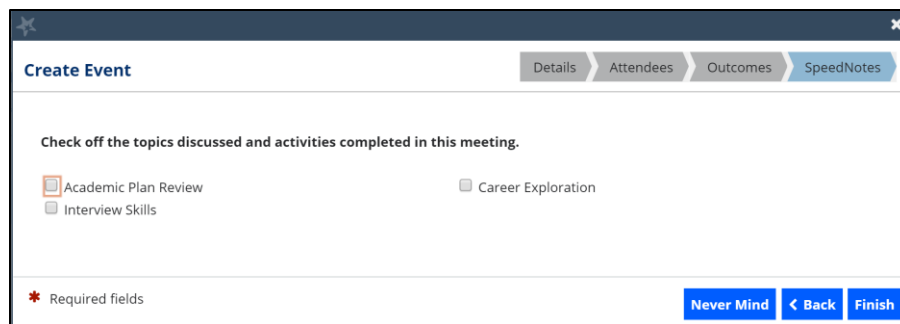 Create Event
Details
Attendees
Outcomes
SpeedNotes
Check off the topics discussed and activities completed in this meeting.
Academic Plan Review
Career Exploration
Interview Skills
* Required fields
Never Mind
< Back
Finish